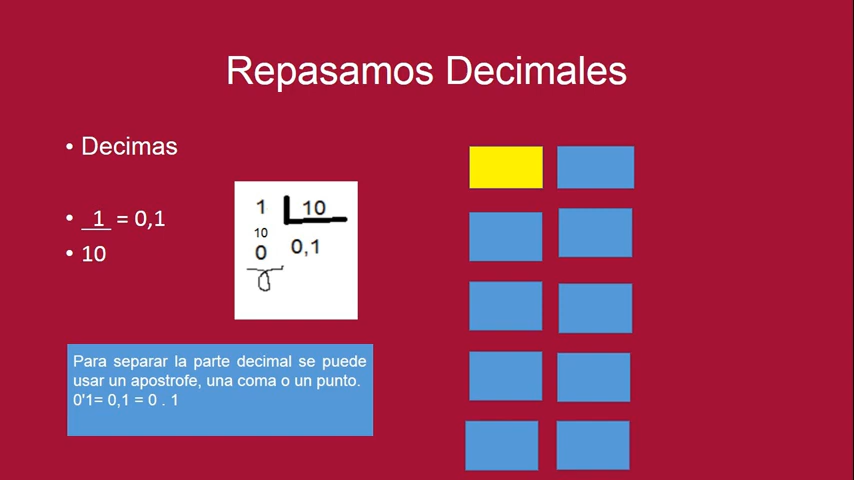 Repasamos Decimales
• Decimas
• 1 = 0,1
• 10
1 10
10
0 0,1
0
Para separar la parte decimal se puede
usar un apostrofe, una coma o un punto.
0'1= 0,1 = 0 . 1